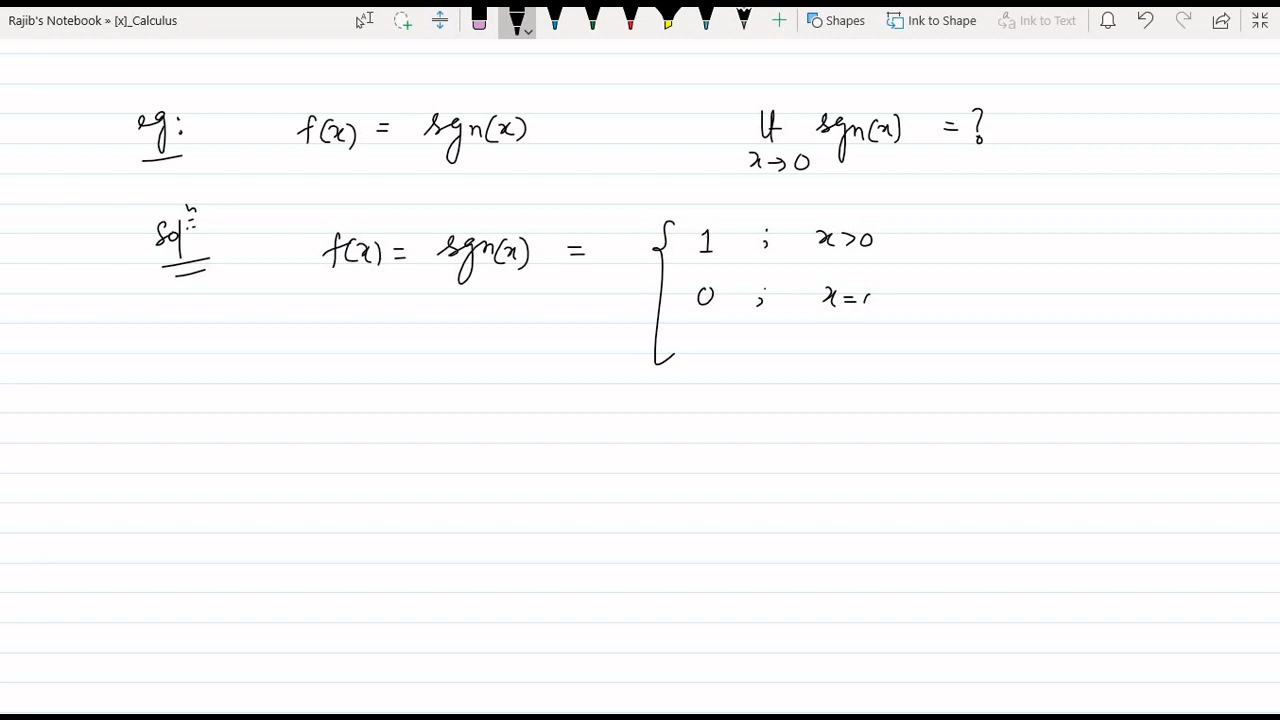 Rajib's Notebook » [x]_Calculus
Shapes
Ink to Shape
Ink to Text
eg: f(x) = sgn(x) lt sgn(x) = ?
x→0
Solⁿ f(x) = sgn(x) = { 1 ; x>0
0 ; x=